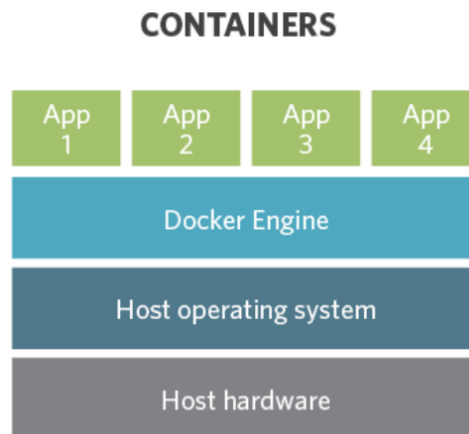 CONTAINERS
App App App App
1 2 3 4
Docker Engine
Host operating system
Host hardware